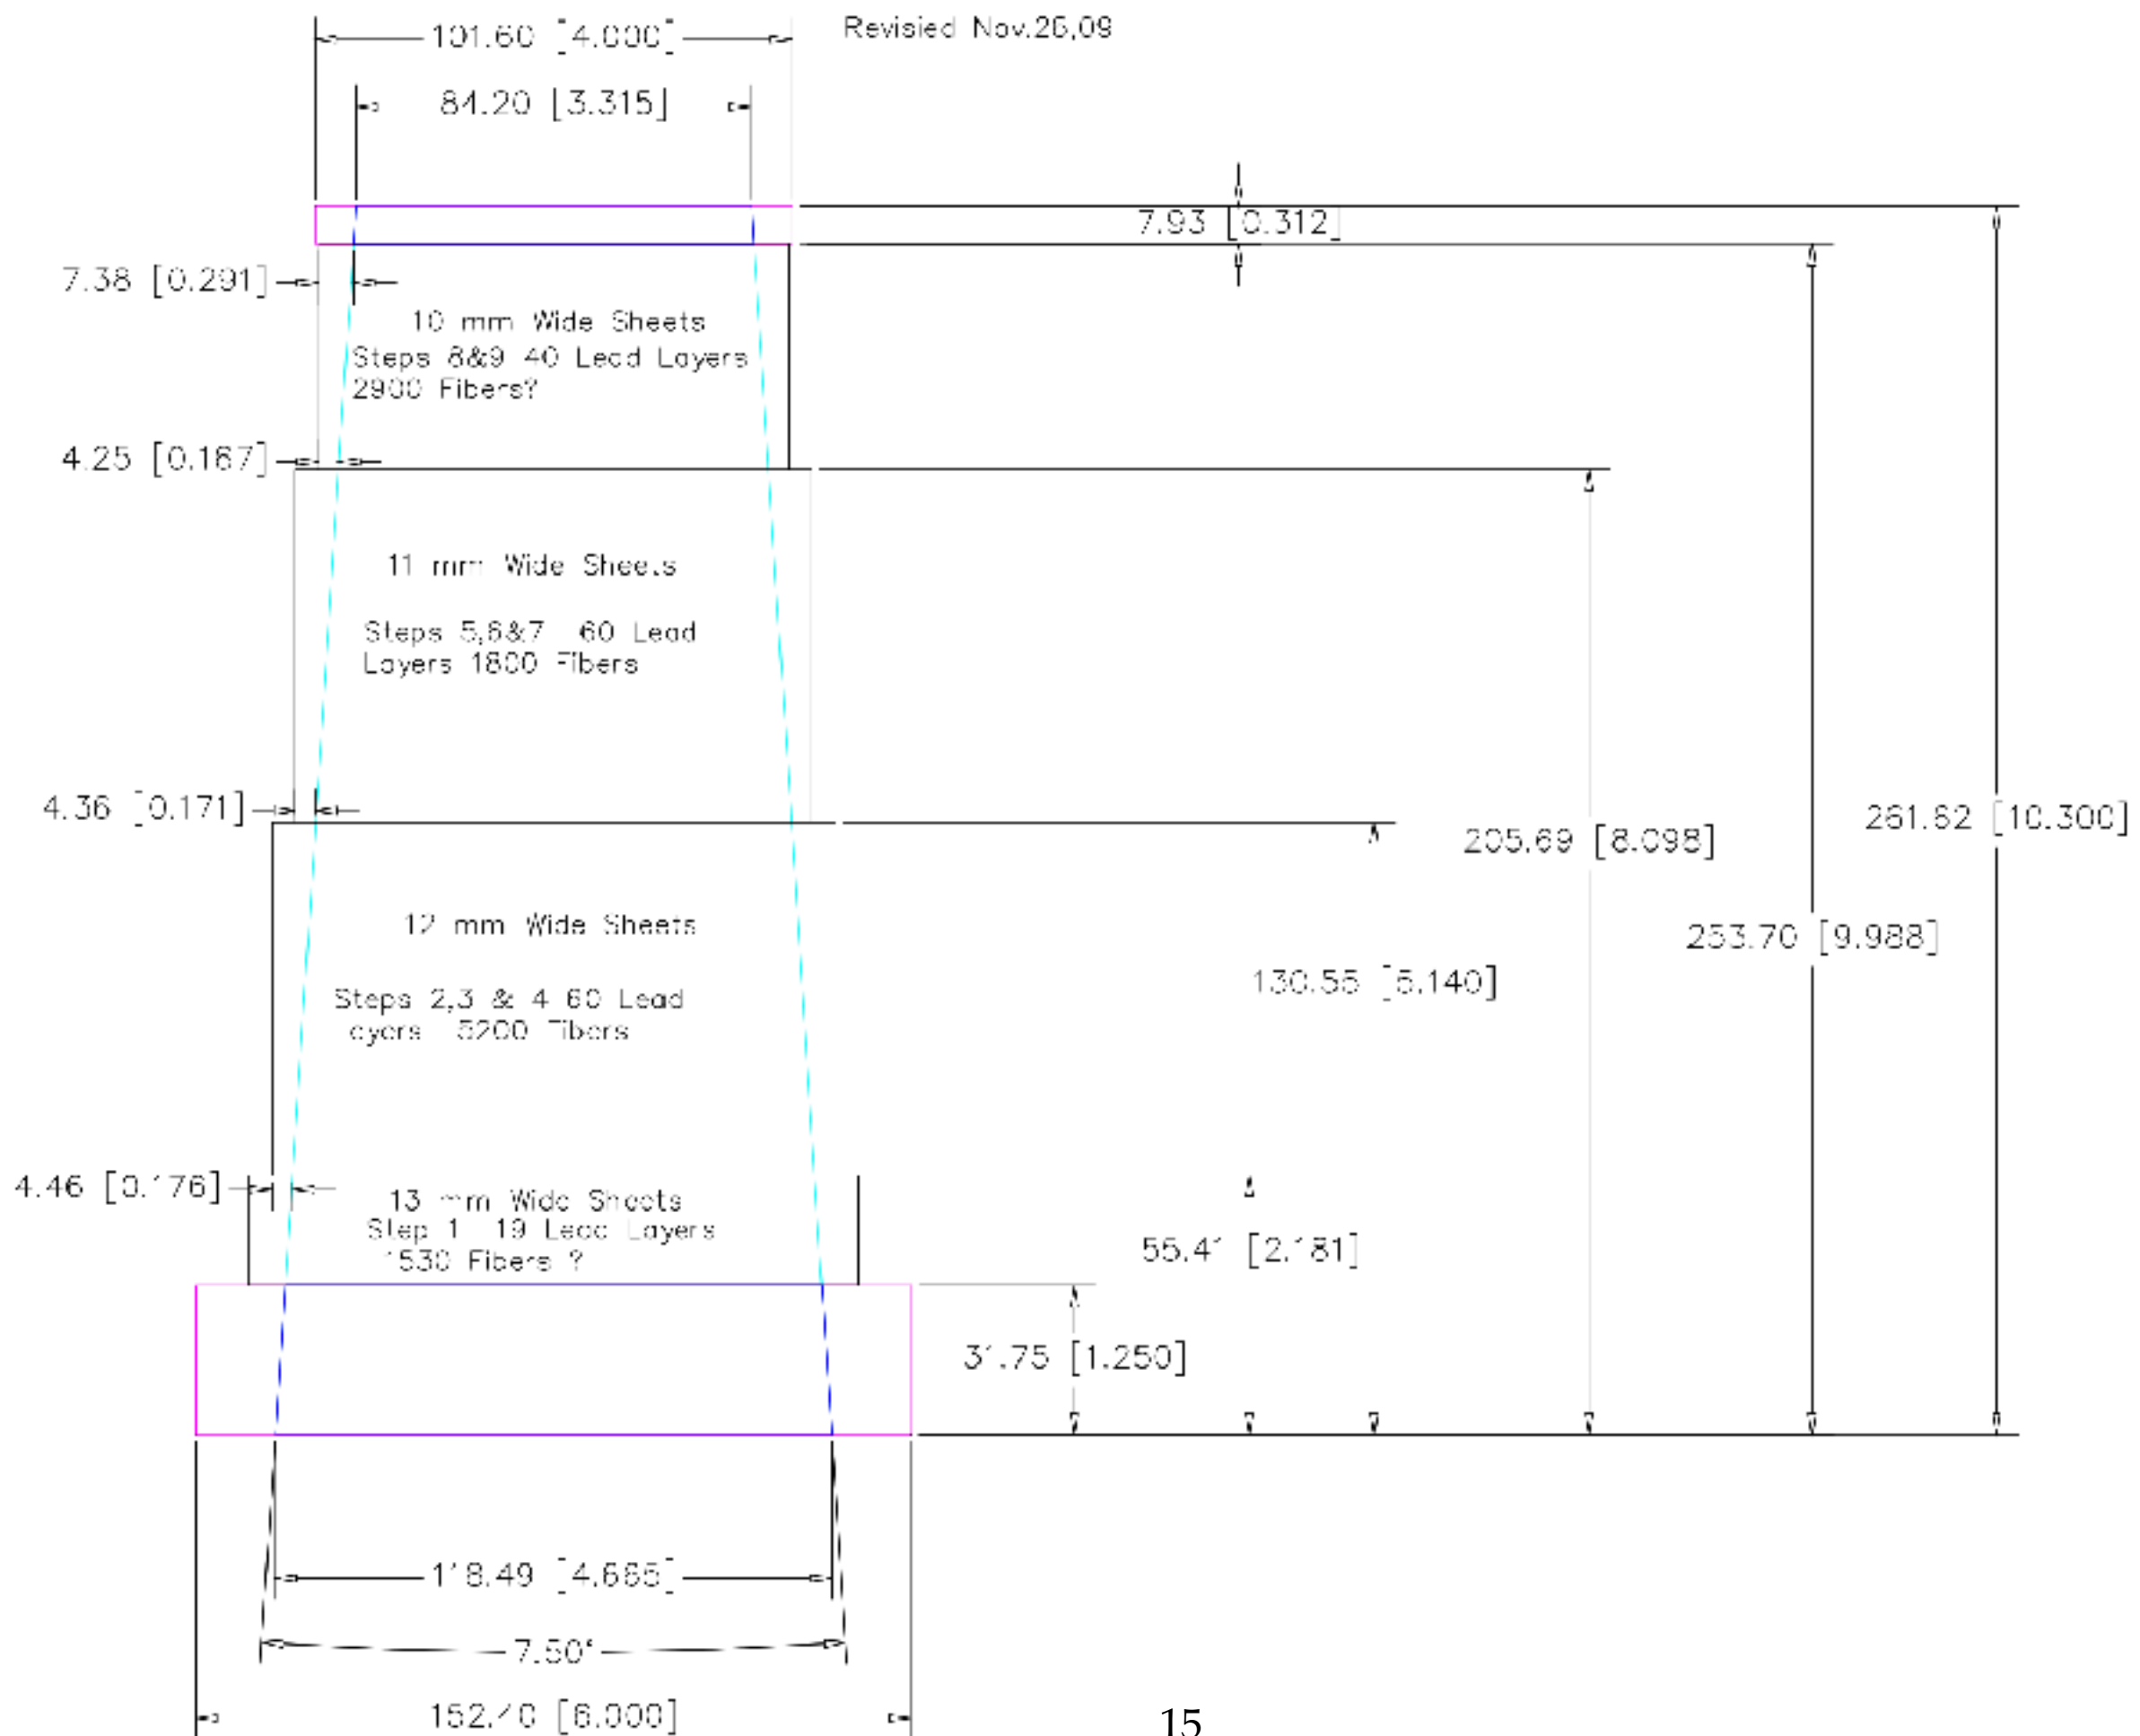 Revisied Nov.25,09
101.60 [4.000]
84.20 [3.315]
7.93 [0.312]
7.38 [0.291]
10 mm Wide Sheets
Steps 8&9 40 Lead Layers
2900 Fibers?
4.25 [0.167]
11 mm Wide Sheets
Steps 5,6&7 60 Lead
Layers 1800 Fibers
4.36 [0.171]
261.62 [10.300]
205.69 [8.098]
12 mm Wide Sheets
253.70 [9.988]
130.55 [5.140]
Steps 2,3 & 4 60 Lead
ayers 5200 Fibers
4.46 [0.176]
13 mm Wide Sheets
Step 1 19 Lead Layers
1530 Fibers ?
55.41 [2.181]
31.75 [1.250]
118.49 [4.665]
7.50°
152.40 [6.000]
15